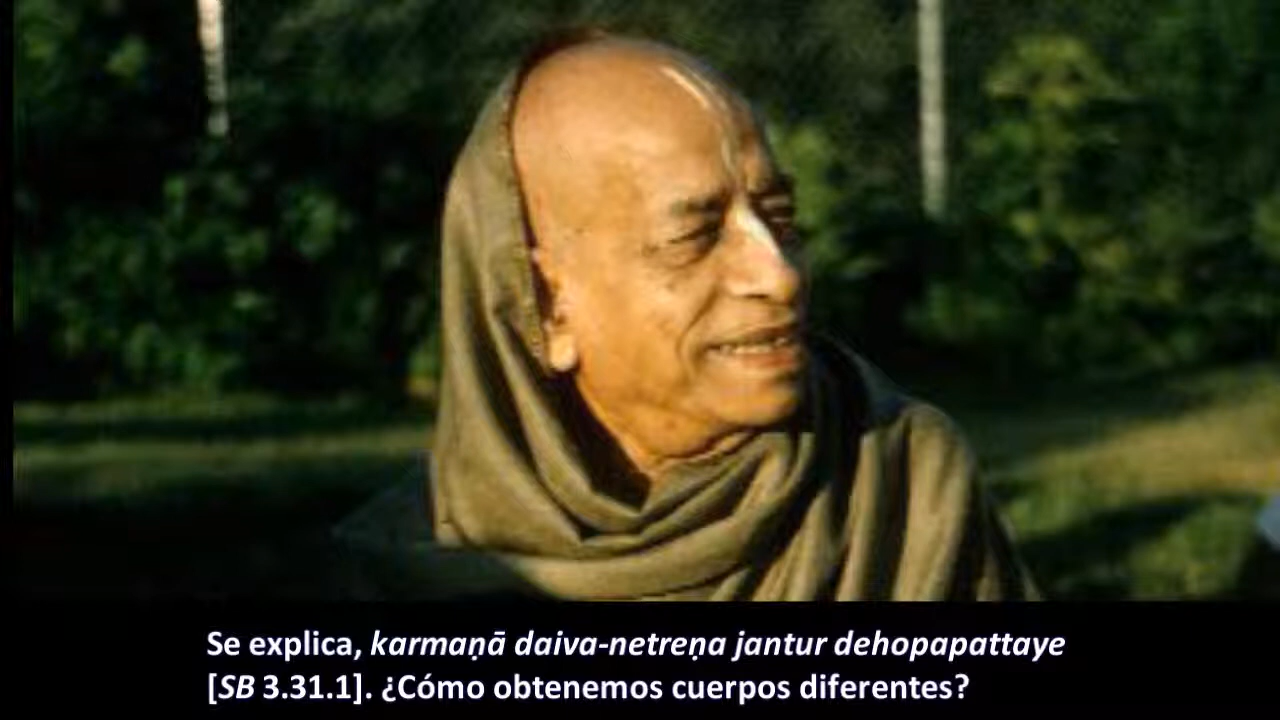 Se explica, karmaṇā daiva-netreṇa jantur dehopapattaye
[SB 3.31.1]. ¿Cómo obtenemos cuerpos diferentes?